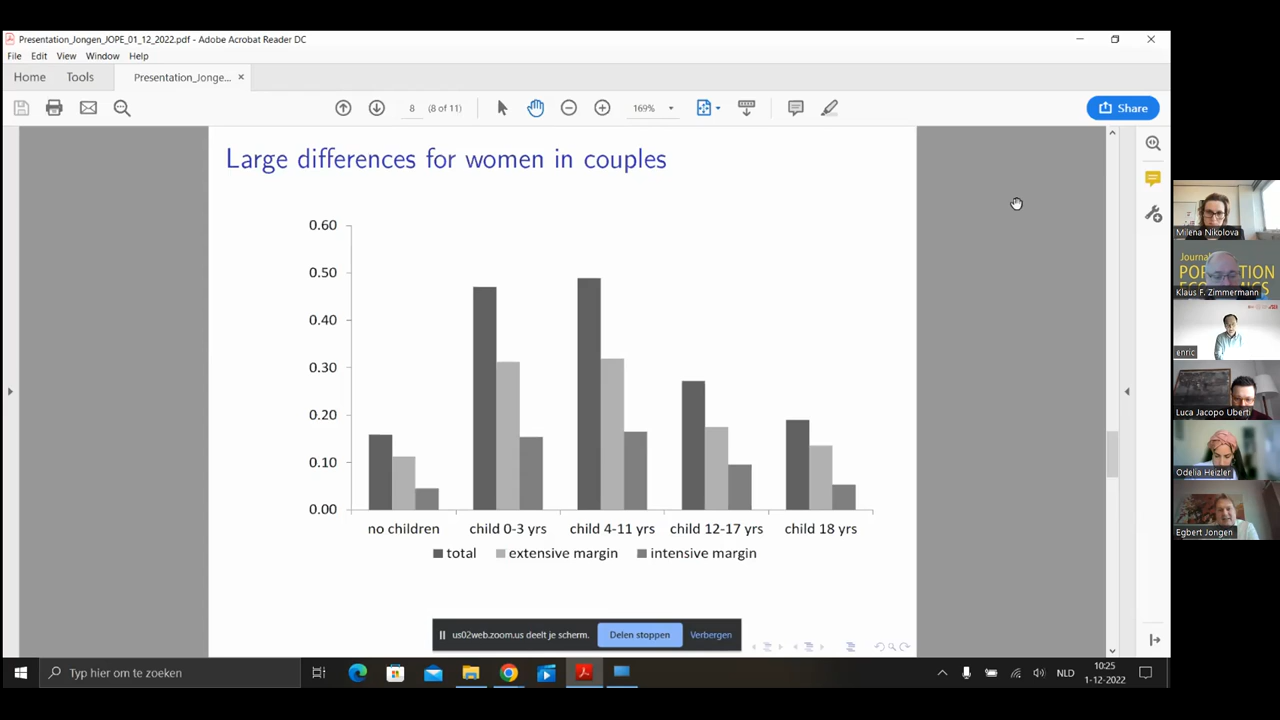 Presentation_Jongen_JOPE_01_12_2022.pdf - Adobe Acrobat Reader DC
File Edit View Window Help
Home Tools Presentation_Jonge... ×
8 (8 of 11) 169% Share
Large differences for women in couples
0.60
0.50
0.40
0.30
0.20
0.10
0.00
no children child 0-3 yrs child 4-11 yrs child 12-17 yrs child 18 yrs
total extensive margin intensive margin
us02web.zoom.us deelt je scherm. Delen stoppen Verbergen
Typ hier om te zoeken
NLD
10:25
1-12-2022
Milena Nikolova
Journal
Klaus F. Zimmermann
enric
Luca Jacopo Uberti
Odelia Heizler
Egbert Jongen